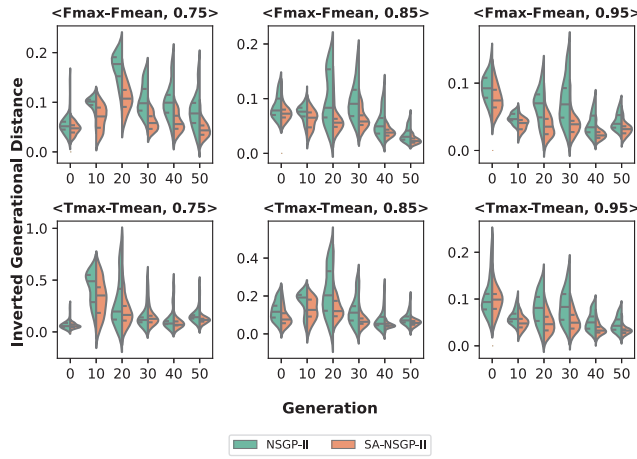 <Fmax-Fmean, 0.75>
<Fmax-Fmean, 0.85>
<Fmax-Fmean, 0.95>
0.2
0.1
0.0
0 10 20 30 40 50
0.2
0.1
0.0
0 10 20 30 40 50
0.1
0.0
0 10 20 30 40 50
Inverted Generational Distance
<Tmax-Tmean, 0.75>
<Tmax-Tmean, 0.85>
<Tmax-Tmean, 0.95>
1.0
0.5
0.0
0 10 20 30 40 50
0.4
0.2
0.0
0 10 20 30 40 50
0.2
0.1
0.0
0 10 20 30 40 50
Generation
NSGP-II
SA-NSGP-II